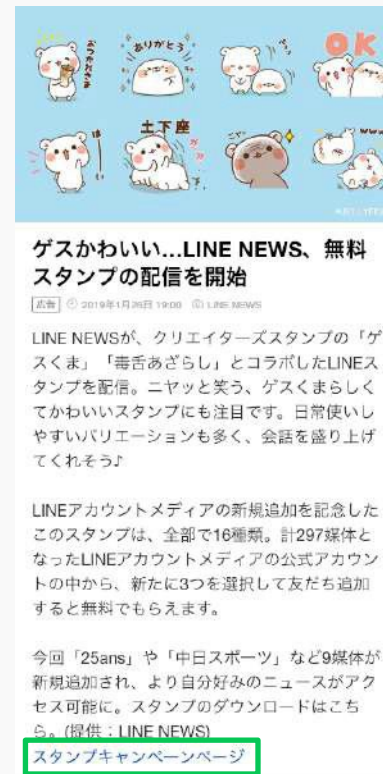 おつかれさま
ありがとう
OK
はーい
土下座
www
ゲスかわいい...LINE NEWS、無料
スタンプの配信を開始
広告 2019年1月26日 19:00 LINE NEWS
LINE NEWSが、クリエイターズスタンプの「ゲ
スくま」「毒舌あざらし」とコラボしたLINEス
タンプを配信。ニヤッと笑う、ゲスくまらしく
てかわいいスタンプにも注目です。日常使いし
やすいバリエーションも多く、会話を盛り上げ
てくれそう♪
LINEアカウントメディアの新規追加を記念した
このスタンプは、全部で16種類。計297媒体と
なったLINEアカウントメディアの公式アカウン
トの中から、新たに3つを選択して友だち追加
すると無料でもらえます。
今回「25ans」や「中日スポーツ」など9媒体が
新規追加され、より自分好みのニュースがアク
セス可能に。スタンプのダウンロードはこち
ら。(提供：LINE NEWS)
スタンプキャンペーンページ